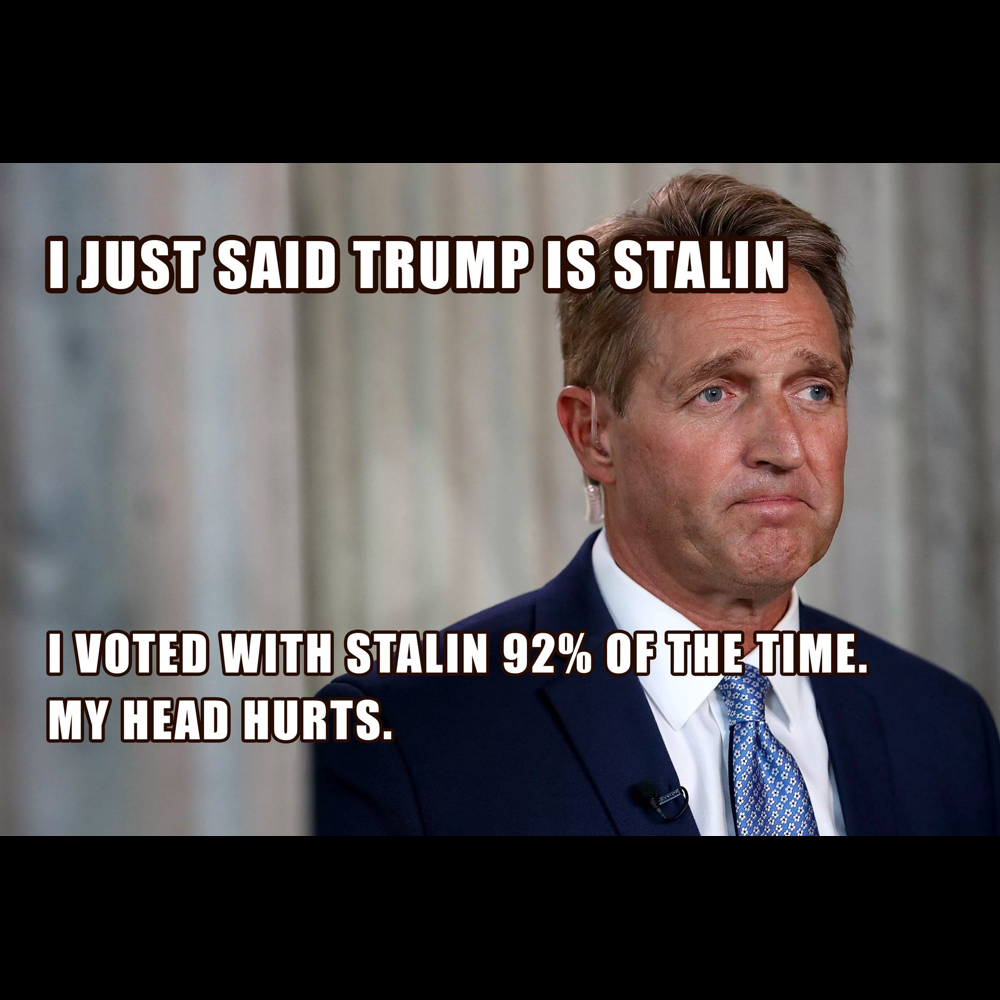 I JUST SAID TRUMP IS STALIN
I VOTED WITH STALIN 92% OF THE TIME.
MY HEAD HURTS.